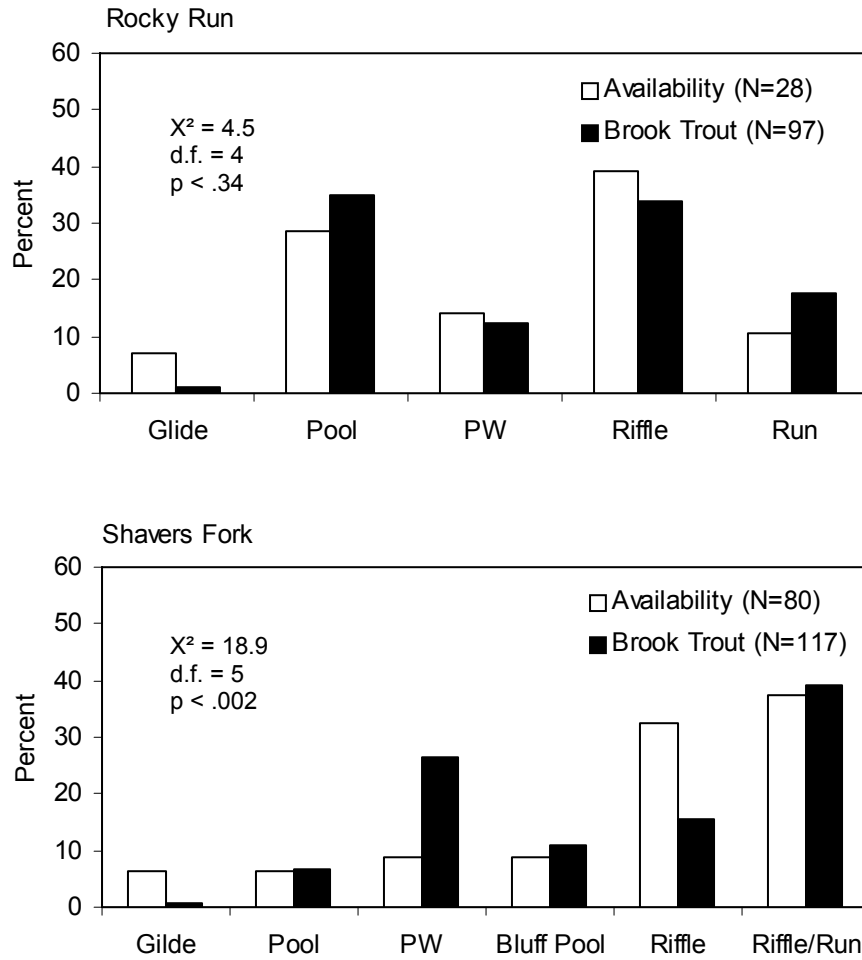 Rocky Run
60
50
40
30
20
10
0
Percent
X² = 4.5
d.f. = 4
p < .34
Availability (N=28)
Brook Trout (N=97)
Glide Pool PW Riffle Run
Shavers Fork
60
50
40
30
20
10
0
Percent
X² = 18.9
d.f. = 5
p < .002
Availability (N=80)
Brook Trout (N=117)
Gilde Pool PW Bluff Pool Riffle Riffle/Run